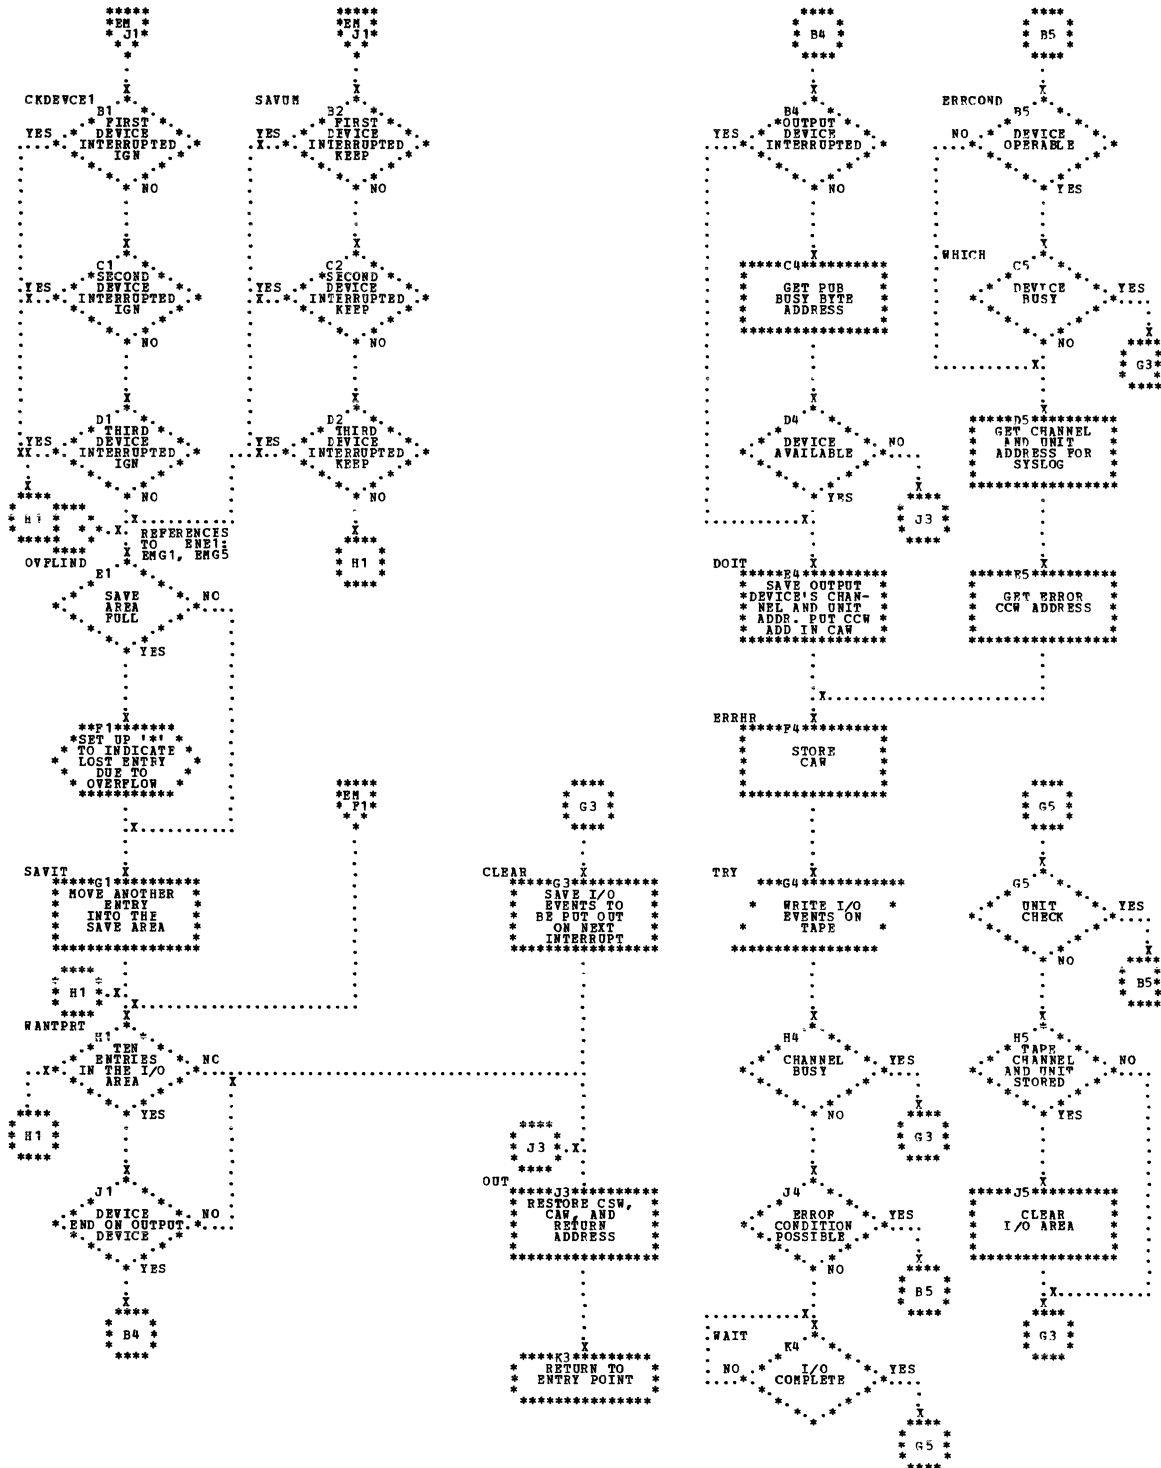 EM
J1
CKDEVCE1
B1
FIRST
DEVICE
INTERRUPTED
IGN
YES
NO
C1
SECOND
DEVICE
INTERRUPTED
IGN
YES
NO
D1
THIRD
DEVICE
INTERRUPTED
IGN
YES
NO
H1
REFERENCES
TO ENE1:
EMG1, EMG5
OVFLIND
E1
SAVE
AREA
FULL
NO
YES
F1
SET UP '*'
TO INDICATE
LOST ENTRY
DUE TO
OVERFLOW
SAVIT
G1
MOVE ANOTHER
ENTRY
INTO THE
SAVE AREA
H1
WANTPRT
H1
TEN
ENTRIES
IN THE I/O
AREA
NC
YES
H1
J1
DEVICE
END ON OUTPUT
DEVICE
NO
YES
B4
EM
J1
SAVUM
B2
FIRST
DEVICE
INTERRUPTED
KEEP
YES
NO
C2
SECOND
DEVICE
INTERRUPTED
KEEP
YES
NO
D2
THIRD
DEVICE
INTERRUPTED
KEEP
YES
NO
H1
EM
F1
G3
CLEAR
G3
SAVE I/O
EVENTS TO
BE PUT OUT
ON NEXT
INTERRUPT
J3
OUT
J3
RESTORE CSW,
CAW, AND
RETURN
ADDRESS
K3
RETURN TO
ENTRY POINT
B4
B4
OUTPUT
DEVICE
INTERRUPTED
YES
NO
C4
GET PUB
BUSY BYTE
ADDRESS
D4
DEVICE
AVAILABLE
NO
YES
J3
DOIT
E4
SAVE OUTPUT
DEVICE'S CHAN-
NEL AND UNIT
ADDR. PUT CCW
ADD IN CAW
ERRHR
F4
STORE
CAW
TRY
G4
WRITE I/O
EVENTS ON
TAPE
H4
CHANNEL
BUSY
YES
NO
G3
J4
ERROP
CONDITION
POSSIBLE
YES
NO
B5
WAIT
K4
I/O
COMPLETE
NO
YES
G5
B5
ERRCOND
B5
DEVICE
OPERABLE
NO
YES
WHICH
C5
DEVICE
BUSY
YES
NO
G3
D5
GET CHANNEL
AND UNIT
ADDRESS FOR
SYSLOG
E5
GET ERROR
CCW ADDRESS
G5
G5
UNIT
CHECK
YES
NO
B5
H5
TAPE
CHANNEL
AND UNIT
STORED
NO
YES
J5
CLEAR
I/O AREA
G3